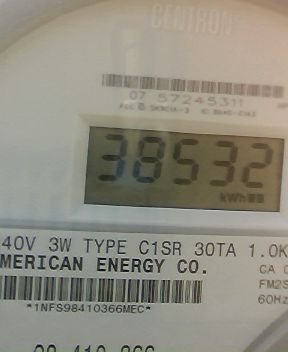 CENTRON
07 57245311
38532
kWh
40V 3W TYPE C1SR 30TA 1.0K
MERICAN ENERGY CO.
CA 0
FM2S
60Hz
*1NFS98410366MEC*